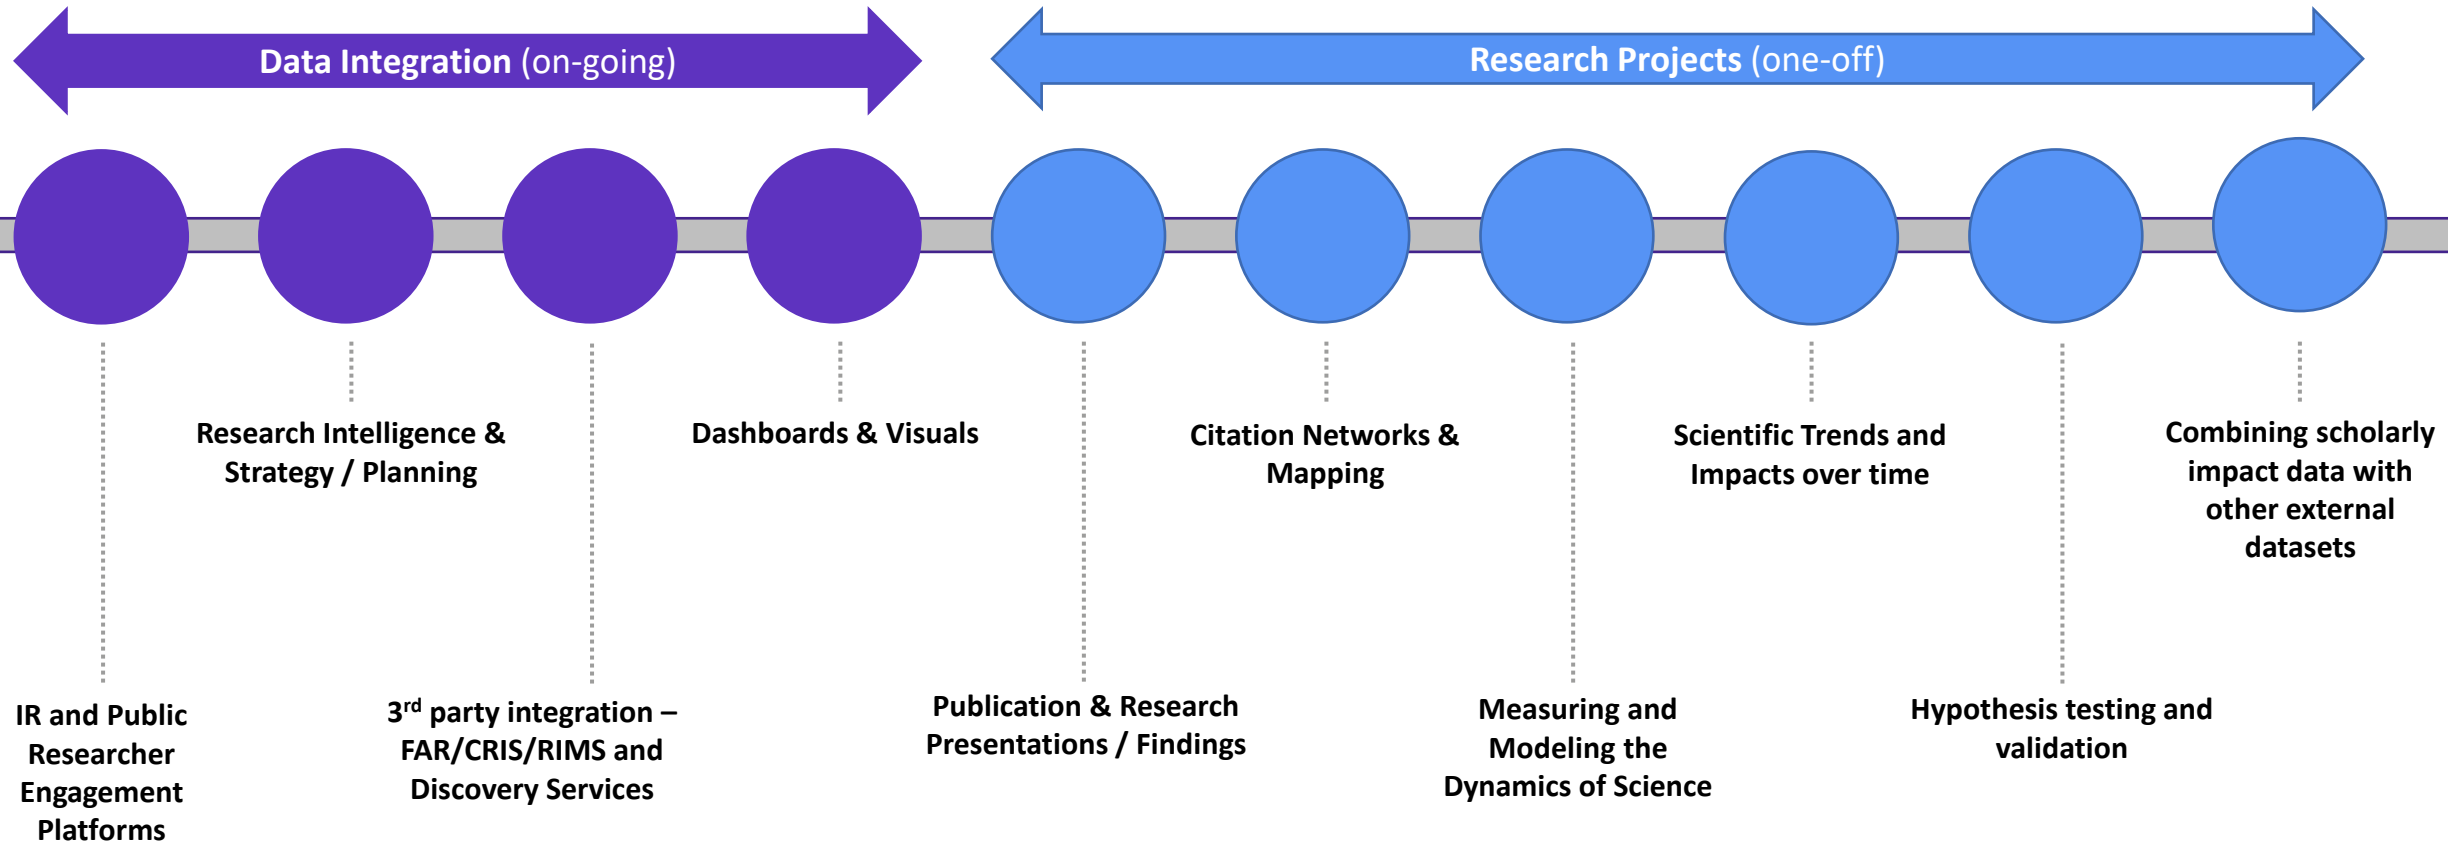 Data Integration (on-going)
Research Projects (one-off)
Research Intelligence &
Strategy / Planning
Dashboards & Visuals
Citation Networks &
Mapping
Scientific Trends and
Impacts over time
Combining scholarly
impact data with
other external
datasets
IR and Public
Researcher
Engagement
Platforms
3rd party integration –
FAR/CRIS/RIMS and
Discovery Services
Publication & Research
Presentations / Findings
Measuring and
Modeling the
Dynamics of Science
Hypothesis testing and
validation